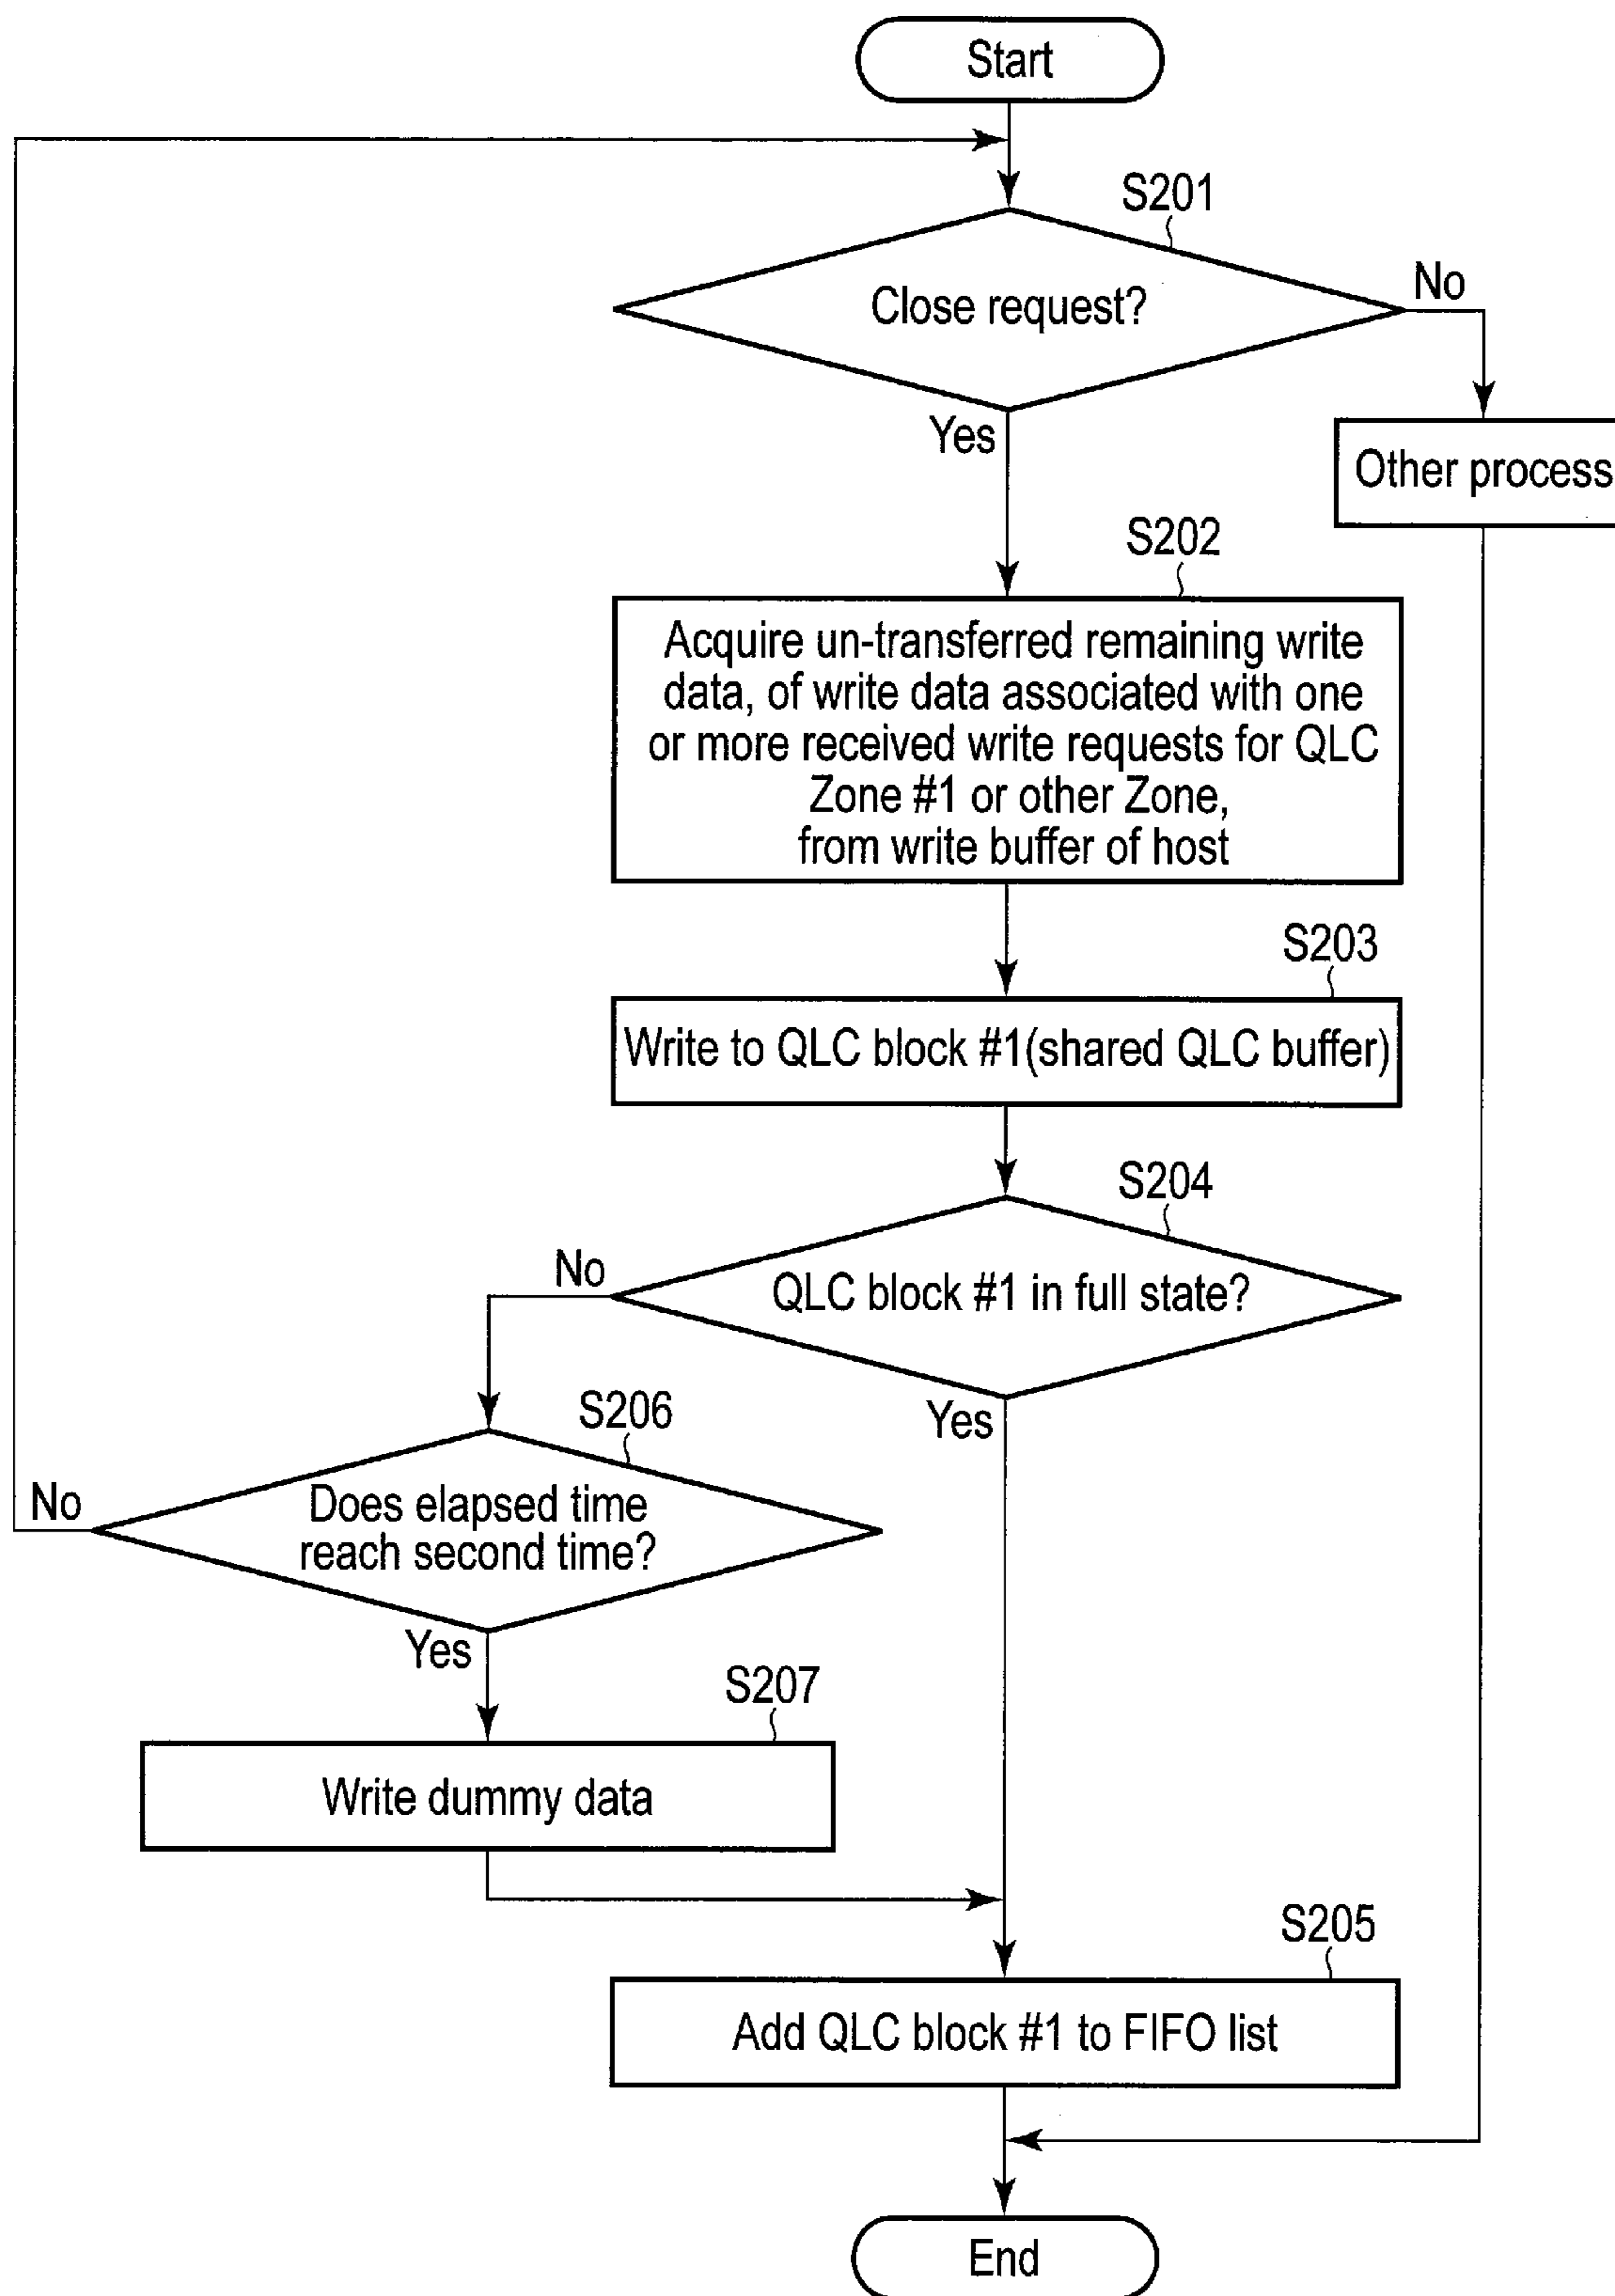 Start
S201
Close request?
No
Yes
Other process
S202
Acquire un-transferred remaining write
data, of write data associated with one
or more received write requests for QLC
Zone #1 or other Zone,
from write buffer of host
S203
Write to QLC block #1(shared QLC buffer)
S204
No
QLC block #1 in full state?
Yes
S206
No
Does elapsed time
reach second time?
Yes
S207
Write dummy data
S205
Add QLC block #1 to FIFO list
End